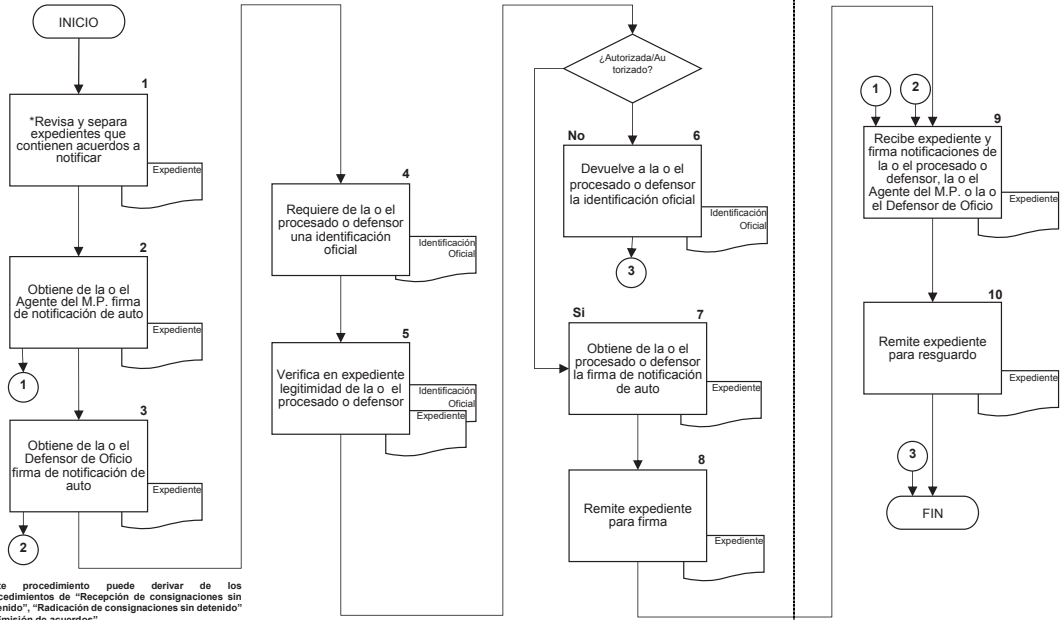 INICIO
1
*Revisa y separa
expedientes que
contienen acuerdos a
notificar
Expediente
2
Obtiene de la o el
Agente del M.P. firma
de notificación de auto
Expediente
1
3
Obtiene de la o el
Defensor de Oficio
firma de notificación de
auto
Expediente
2
procedimiento puede derivar de los
de "Recepción de consignaciones sin
"Radicación de consignaciones sin detenido"
de acuerdos"
4
Requiere de la o el
procesado o defensor
una identificación
oficial
Identificación
Oficial
5
Verifica en expediente
legitimidad de la o el
procesado o defensor
Identificación
Oficial
Expediente
¿Autorizada/Au
torizado?
No
6
Devuelve a la o el
procesado o defensor
la identificación oficial
Identificación
Oficial
3
Si
7
Obtiene de la o el
procesado o defensor
la firma de notificación
de auto
Expediente
8
Remite expediente
para firma
Expediente
1
2
9
Recibe expediente y
firma notificaciones de
la o el procesado o
defensor, la o el
Agente del M.P. o la o
el Defensor de Oficio
Expediente
10
Remite expediente
para resguardo
Expediente
3
FIN